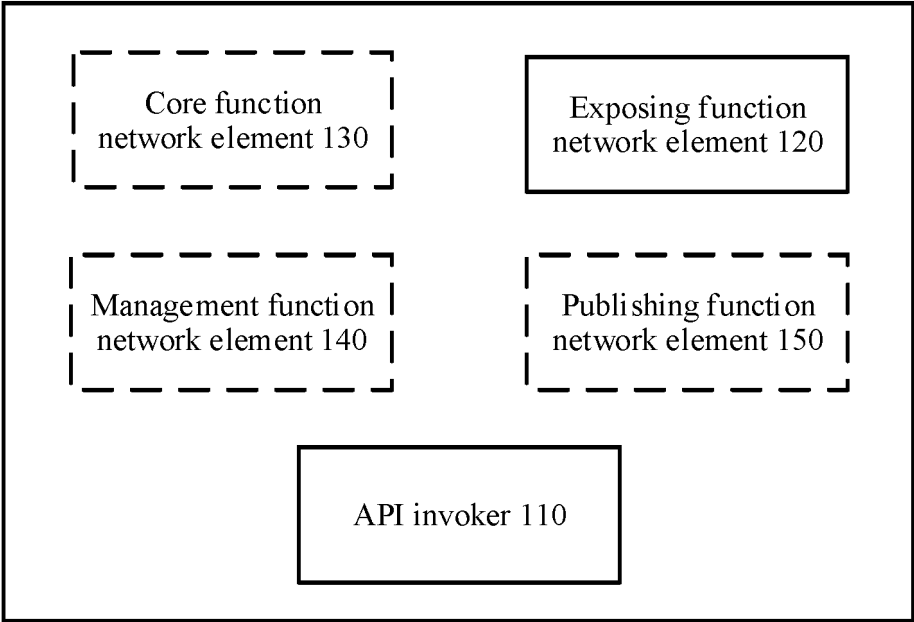 Core function
network element 130
Exposing function
network element 120
Management function
network element 140
Publishing function
network element 150
API invoker 110